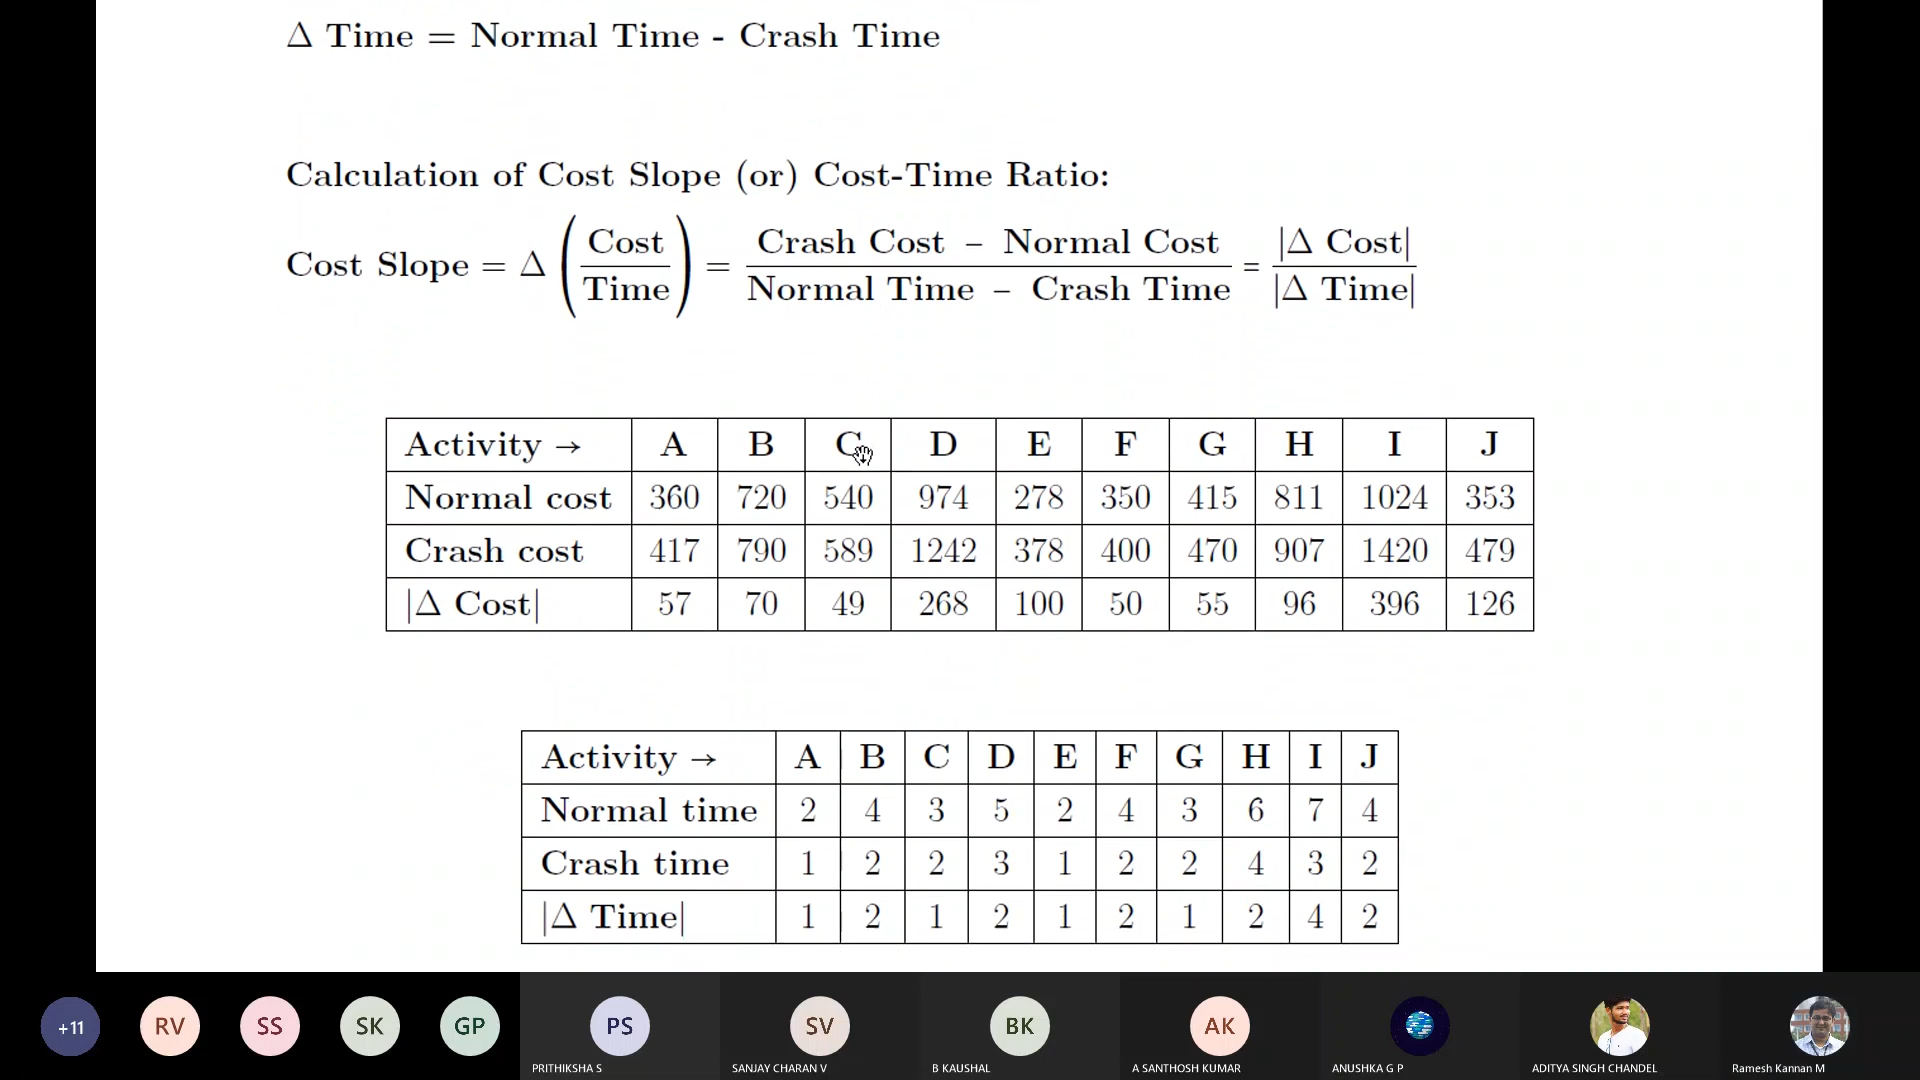 Δ Time = Normal Time - Crash Time
Calculation of Cost Slope (or) Cost-Time Ratio:
Cost Slope = Δ (Cost/Time) = (Crash Cost – Normal Cost)/(Normal Time – Crash Time) = |Δ Cost|/|Δ Time|
Activity → A B C D E F G H I J
Normal cost 360 720 540 974 278 350 415 811 1024 353
Crash cost 417 790 589 1242 378 400 470 907 1420 479
|Δ Cost| 57 70 49 268 100 50 55 96 396 126
Activity → A B C D E F G H I J
Normal time 2 4 3 5 2 4 3 6 7 4
Crash time 1 2 2 3 1 2 2 4 3 2
|Δ Time| 1 2 1 2 1 2 1 2 4 2
+11 RV SS SK GP PS SV BK AK
PRITHIKSHA S SANJAY CHARAN V B KAUSHAL A SANTHOSH KUMAR ANUSHKA G P ADITYA SINGH CHANDEL Ramesh Kannan M